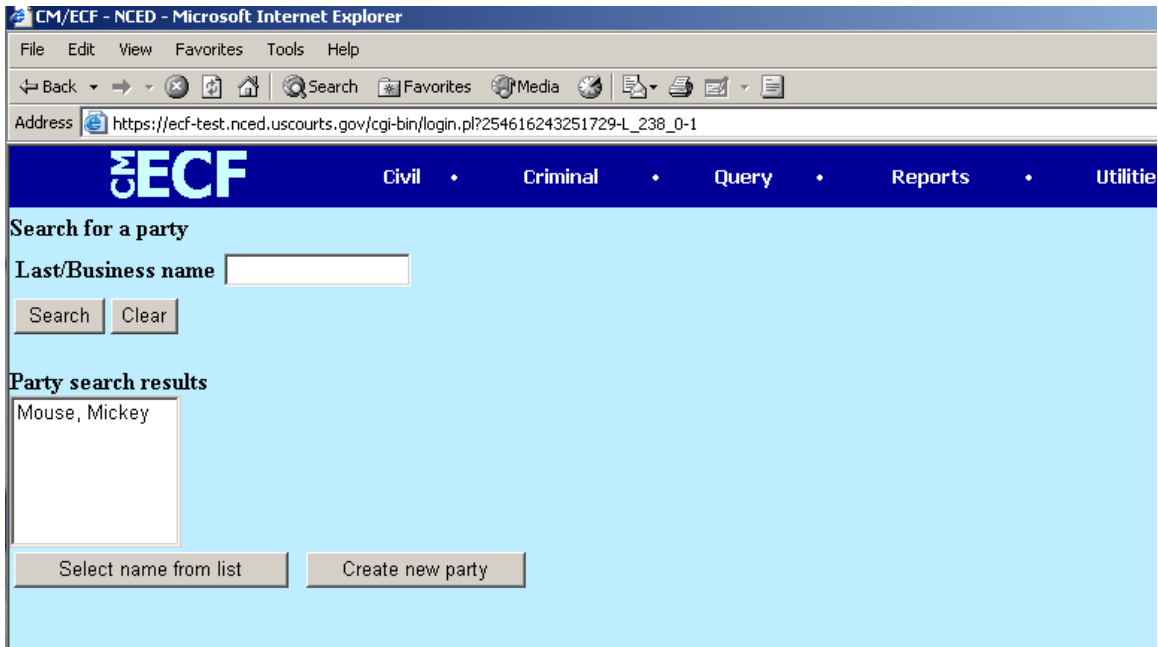 CM/ECF - NCED - Microsoft Internet Explorer
File Edit View Favorites Tools Help
Back Search Favorites Media
Address https://ecf-test.nced.uscourts.gov/cgi-bin/login.pl?254616243251729-L_238_0-1
CM ECF Civil • Criminal • Query • Reports • Utilitie
Search for a party
Last/Business name
Search Clear
Party search results
Mouse, Mickey
Select name from list Create new party